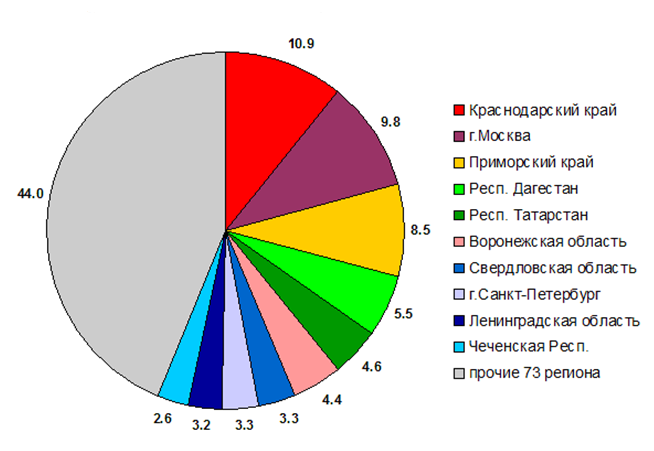 10.9
9.8
8.5
5.5
4.6
4.4
3.3
3.3
3.2
2.6
44.0
Краснодарский край
г.Москва
Приморский край
Респ. Дагестан
Респ. Татарстан
Воронежская область
Свердловская область
г.Санкт-Петербург
Ленинградская область
Чеченская Респ.
прочие 73 региона